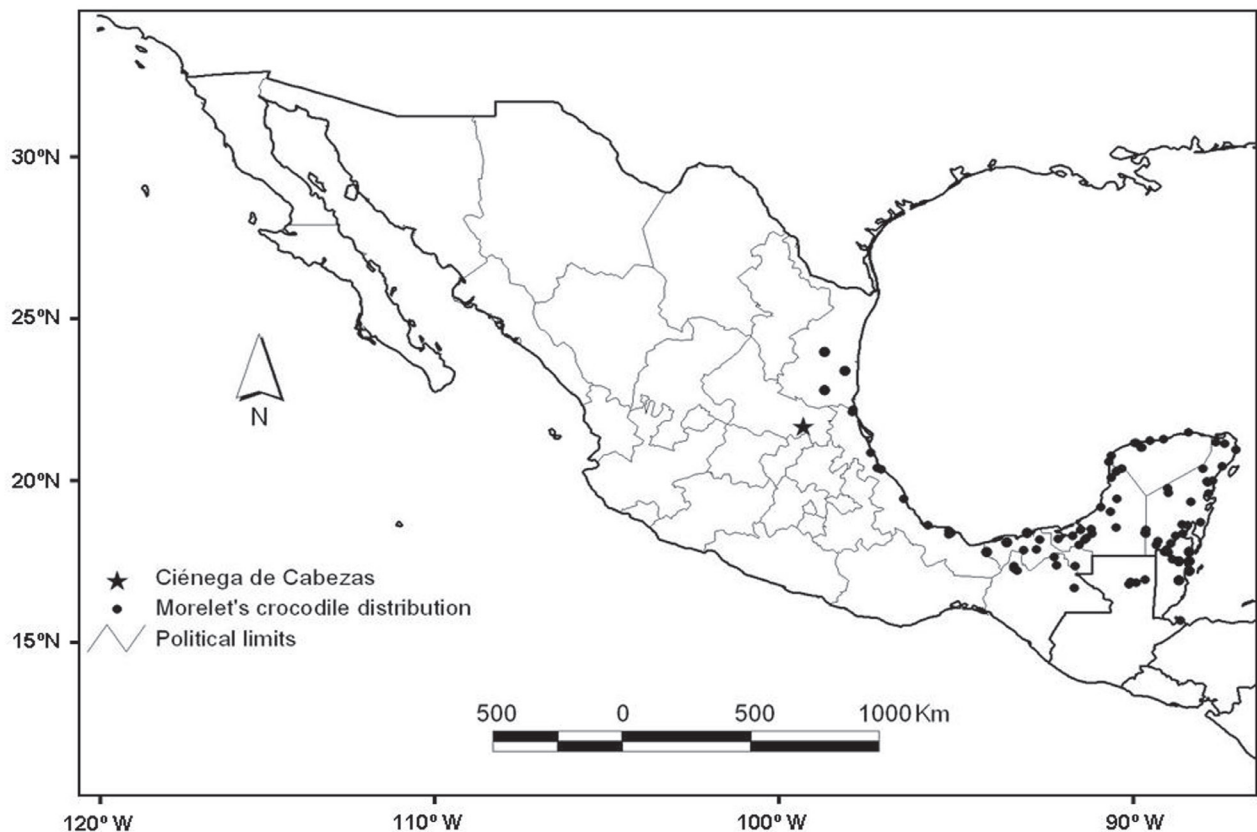 30ºN
25ºN
20ºN
15ºN
N
★ Ciénega de Cabezas
● Morelet's crocodile distribution
Political limits
500 0 500 1000 Km
120º W 110º W 100º W 90º W